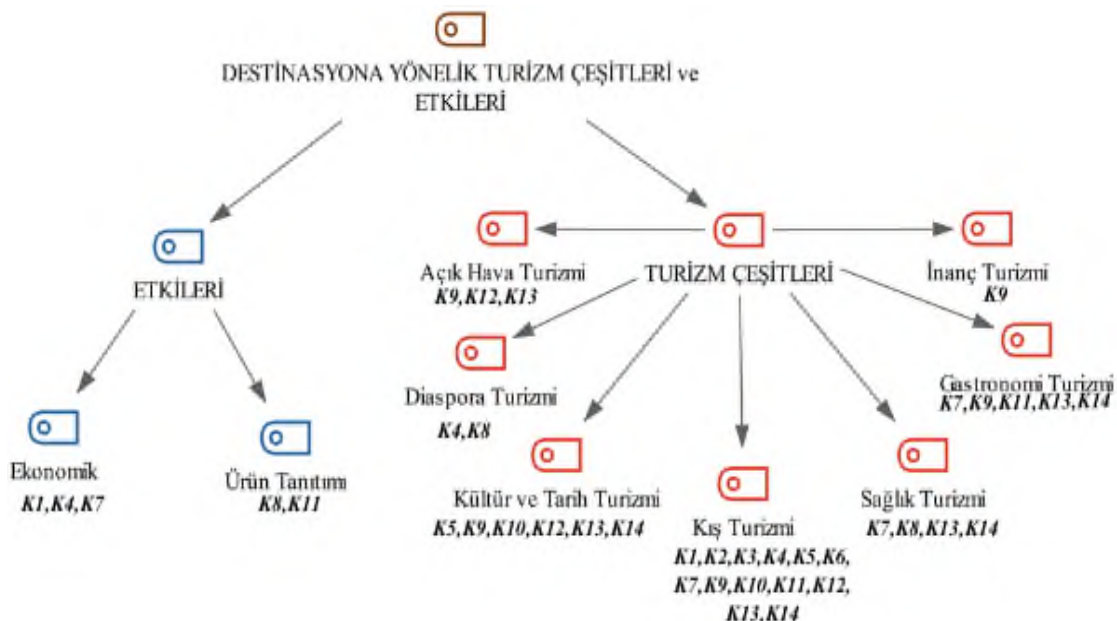 DESTİNASYONA YÖNELİK TURİZM ÇEŞİTLERİ ve
ETKİLERİ
ETKİLERİ
Ekonomik
K1,K4,K7
Ürün Tanıtımı
K8,K11
TURİZM ÇEŞİTLERİ
Açık Hava Turizmi
K9,K12,K13
Diaspora Turizmi
K4,K8
Kültür ve Tarih Turizmi
K5,K9,K10,K12,K13,K14
Kış Turizmi
K1,K2,K3,K4,K5,K6,
K7,K9,K10,K11,K12,
K13,K14
Sağlık Turizmi
K7,K8,K13,K14
Gastronomi Turizmi
K7,K9,K11,K13,K14
İnanç Turizmi
K9